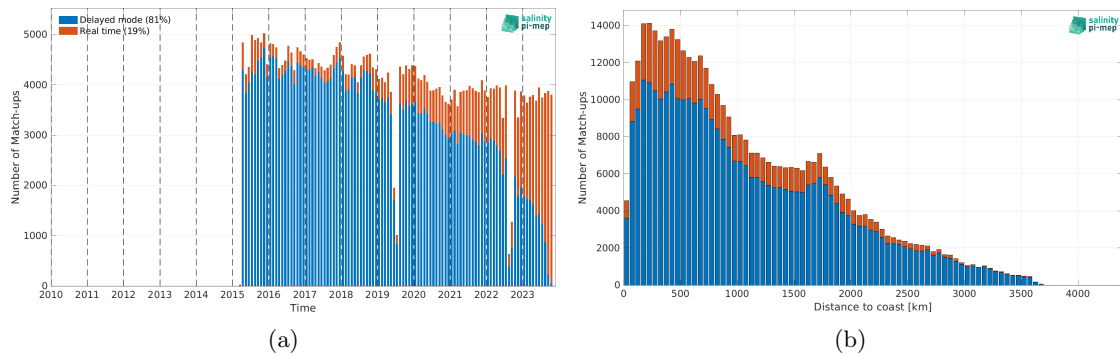 Delayed mode (81%)
Real time (19%)
salinity
pi-mep
Number of Match-ups
5000
4000
3000
2000
1000
0
2010 2011 2012 2013 2014 2015 2016 2017 2018 2019 2020 2021 2022 2023
Time
(a)
salinity
pi-mep
Number of Match-ups
14000
12000
10000
8000
6000
4000
2000
0
0 500 1000 1500 2000 2500 3000 3500 4000
Distance to coast [km]
(b)